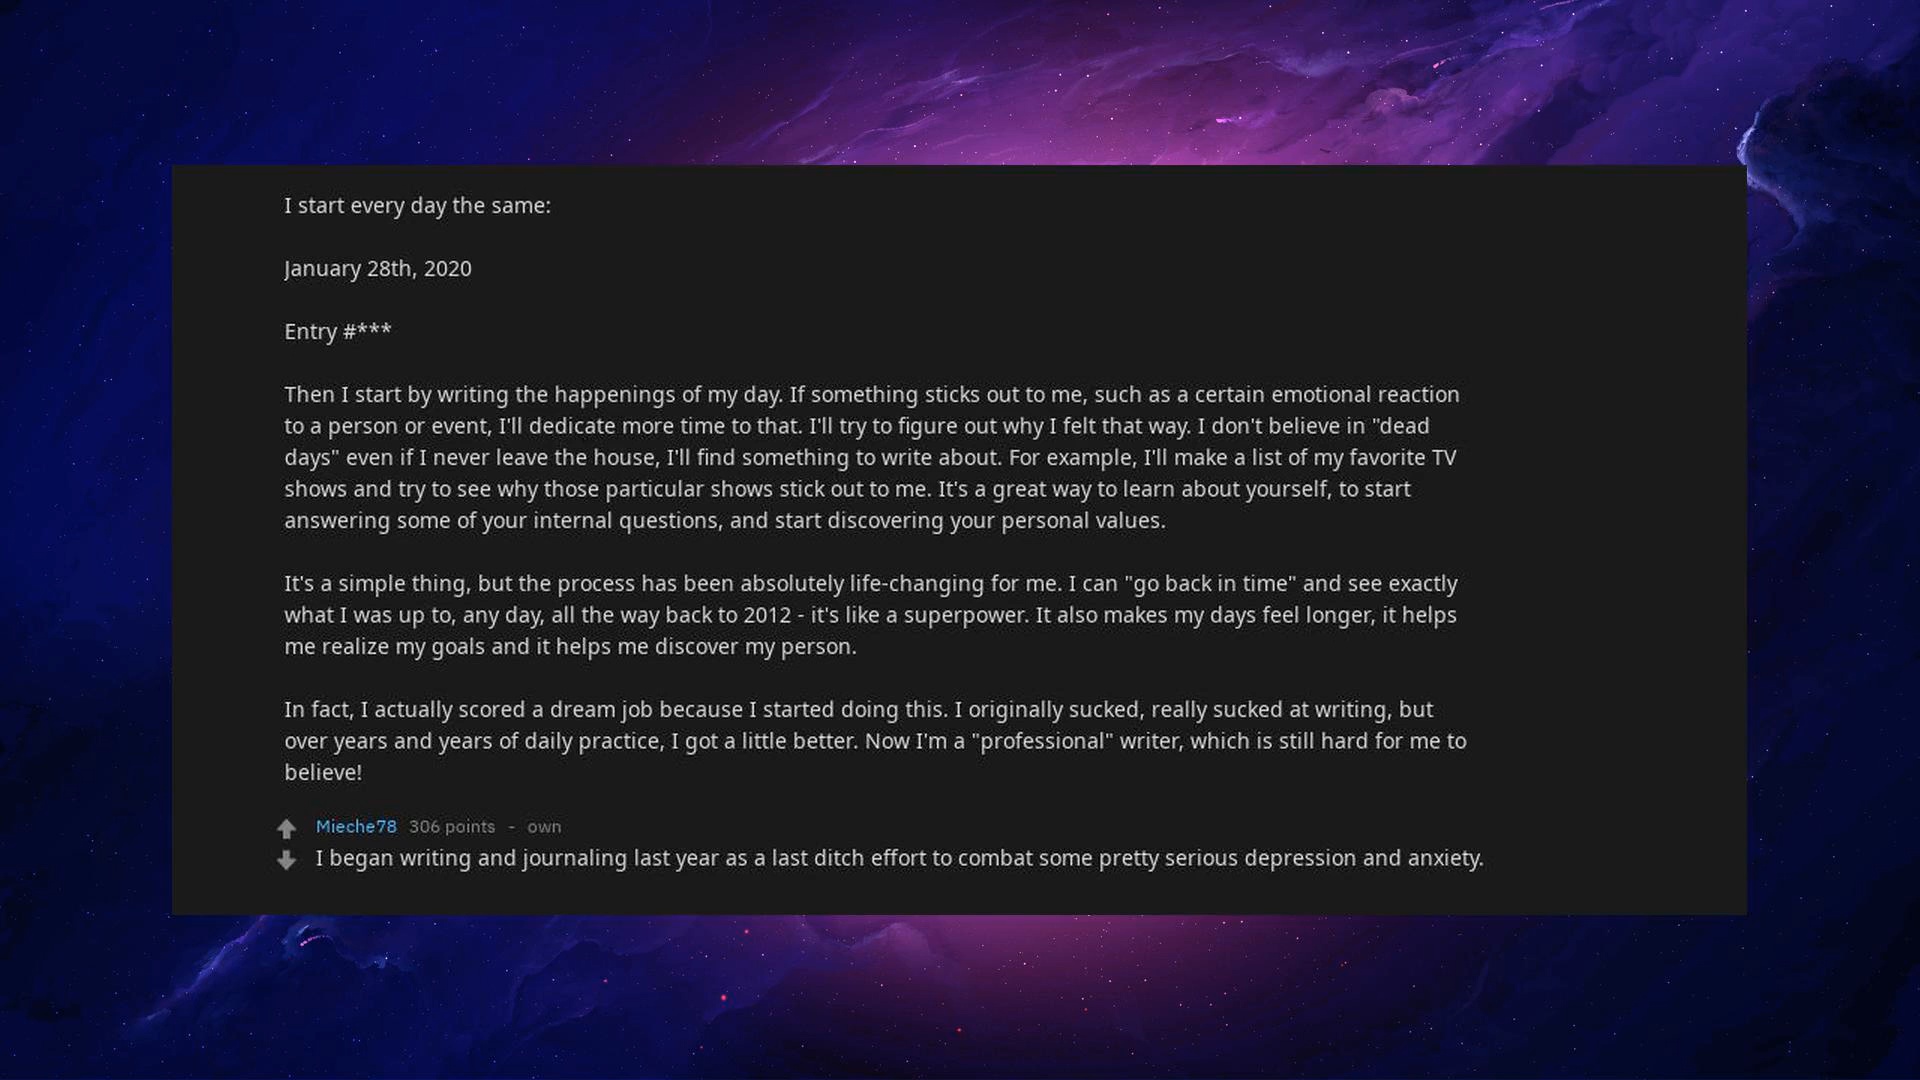 I start every day the same:
January 28th, 2020
Entry #***
Then I start by writing the happenings of my day. If something sticks out to me, such as a certain emotional reaction
to a person or event, I'll dedicate more time to that. I'll try to figure out why I felt that way. I don't believe in "dead
days" even if I never leave the house, I'll find something to write about. For example, I'll make a list of my favorite TV
shows and try to see why those particular shows stick out to me. It's a great way to learn about yourself, to start
answering some of your internal questions, and start discovering your personal values.
It's a simple thing, but the process has been absolutely life-changing for me. I can "go back in time" and see exactly
what I was up to, any day, all the way back to 2012 - it's like a superpower. It also makes my days feel longer, it helps
me realize my goals and it helps me discover my person.
In fact, I actually scored a dream job because I started doing this. I originally sucked, really sucked at writing, but
over years and years of daily practice, I got a little better. Now I'm a "professional" writer, which is still hard for me to
believe!
Mieche78 306 points - own
I began writing and journaling last year as a last ditch effort to combat some pretty serious depression and anxiety.